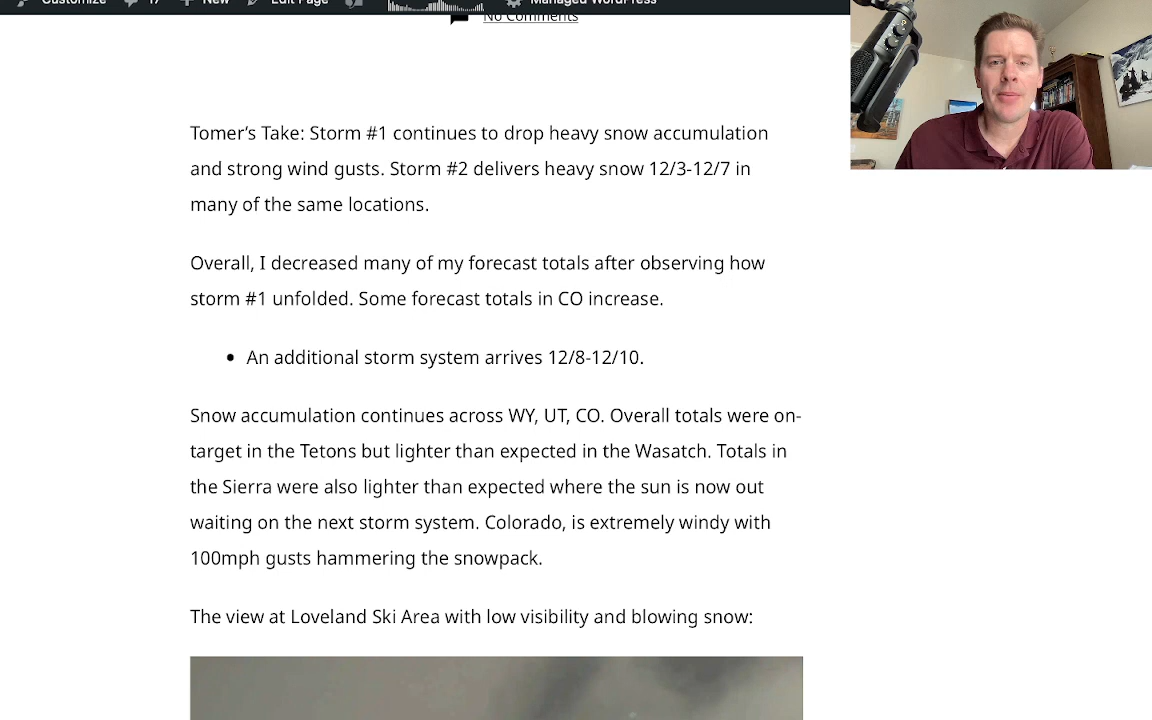 Customize 17 New Edit Page Managed WordPress
No Comments
Tomer’s Take: Storm #1 continues to drop heavy snow accumulation
and strong wind gusts. Storm #2 delivers heavy snow 12/3-12/7 in
many of the same locations.
Overall, I decreased many of my forecast totals after observing how
storm #1 unfolded. Some forecast totals in CO increase.
An additional storm system arrives 12/8-12/10.
Snow accumulation continues across WY, UT, CO. Overall totals were on-
target in the Tetons but lighter than expected in the Wasatch. Totals in
the Sierra were also lighter than expected where the sun is now out
waiting on the next storm system. Colorado, is extremely windy with
100mph gusts hammering the snowpack.
The view at Loveland Ski Area with low visibility and blowing snow: